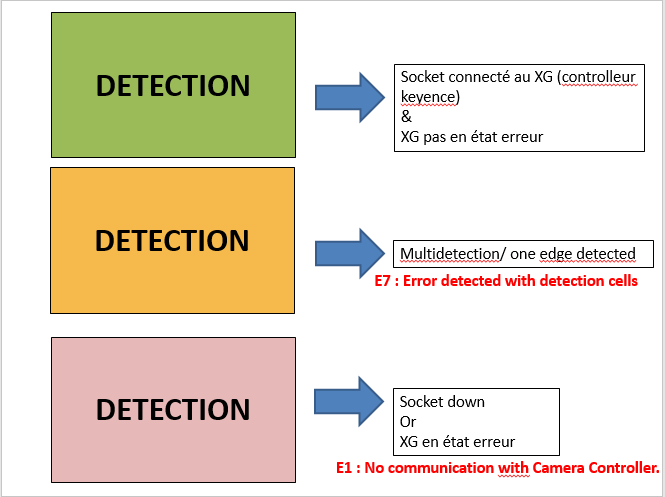 DETECTION
Socket connecté au XG (controlleur
keyence)
&
XG pas en état erreur
DETECTION
Multidetection/ one edge detected
E7 : Error detected with detection cells
DETECTION
Socket down
Or
XG en état erreur
E1 : No communication with Camera Controller.